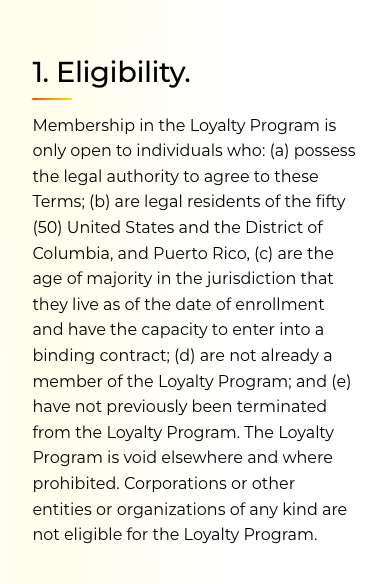 1. Eligibility.
Membership in the Loyalty Program is
only open to individuals who: (a) possess
the legal authority to agree to these
Terms; (b) are legal residents of the fifty
(50) United States and the District of
Columbia, and Puerto Rico, (c) are the
age of majority in the jurisdiction that
they live as of the date of enrollment
and have the capacity to enter into a
binding contract; (d) are not already a
member of the Loyalty Program; and (e)
have not previously been terminated
from the Loyalty Program. The Loyalty
Program is void elsewhere and where
prohibited. Corporations or other
entities or organizations of any kind are
not eligible for the Loyalty Program.